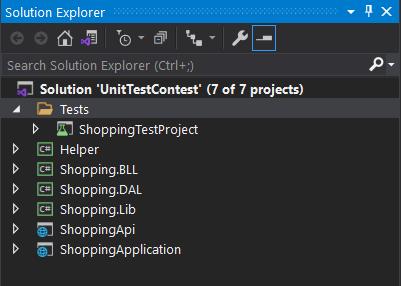 Solution Explorer
Search Solution Explorer (Ctrl+;)
Solution 'UnitTestContest' (7 of 7 projects)
Tests
ShoppingTestProject
C# Helper
C# Shopping.BLL
C# Shopping.DAL
C# Shopping.Lib
ShoppingApi
ShoppingApplication